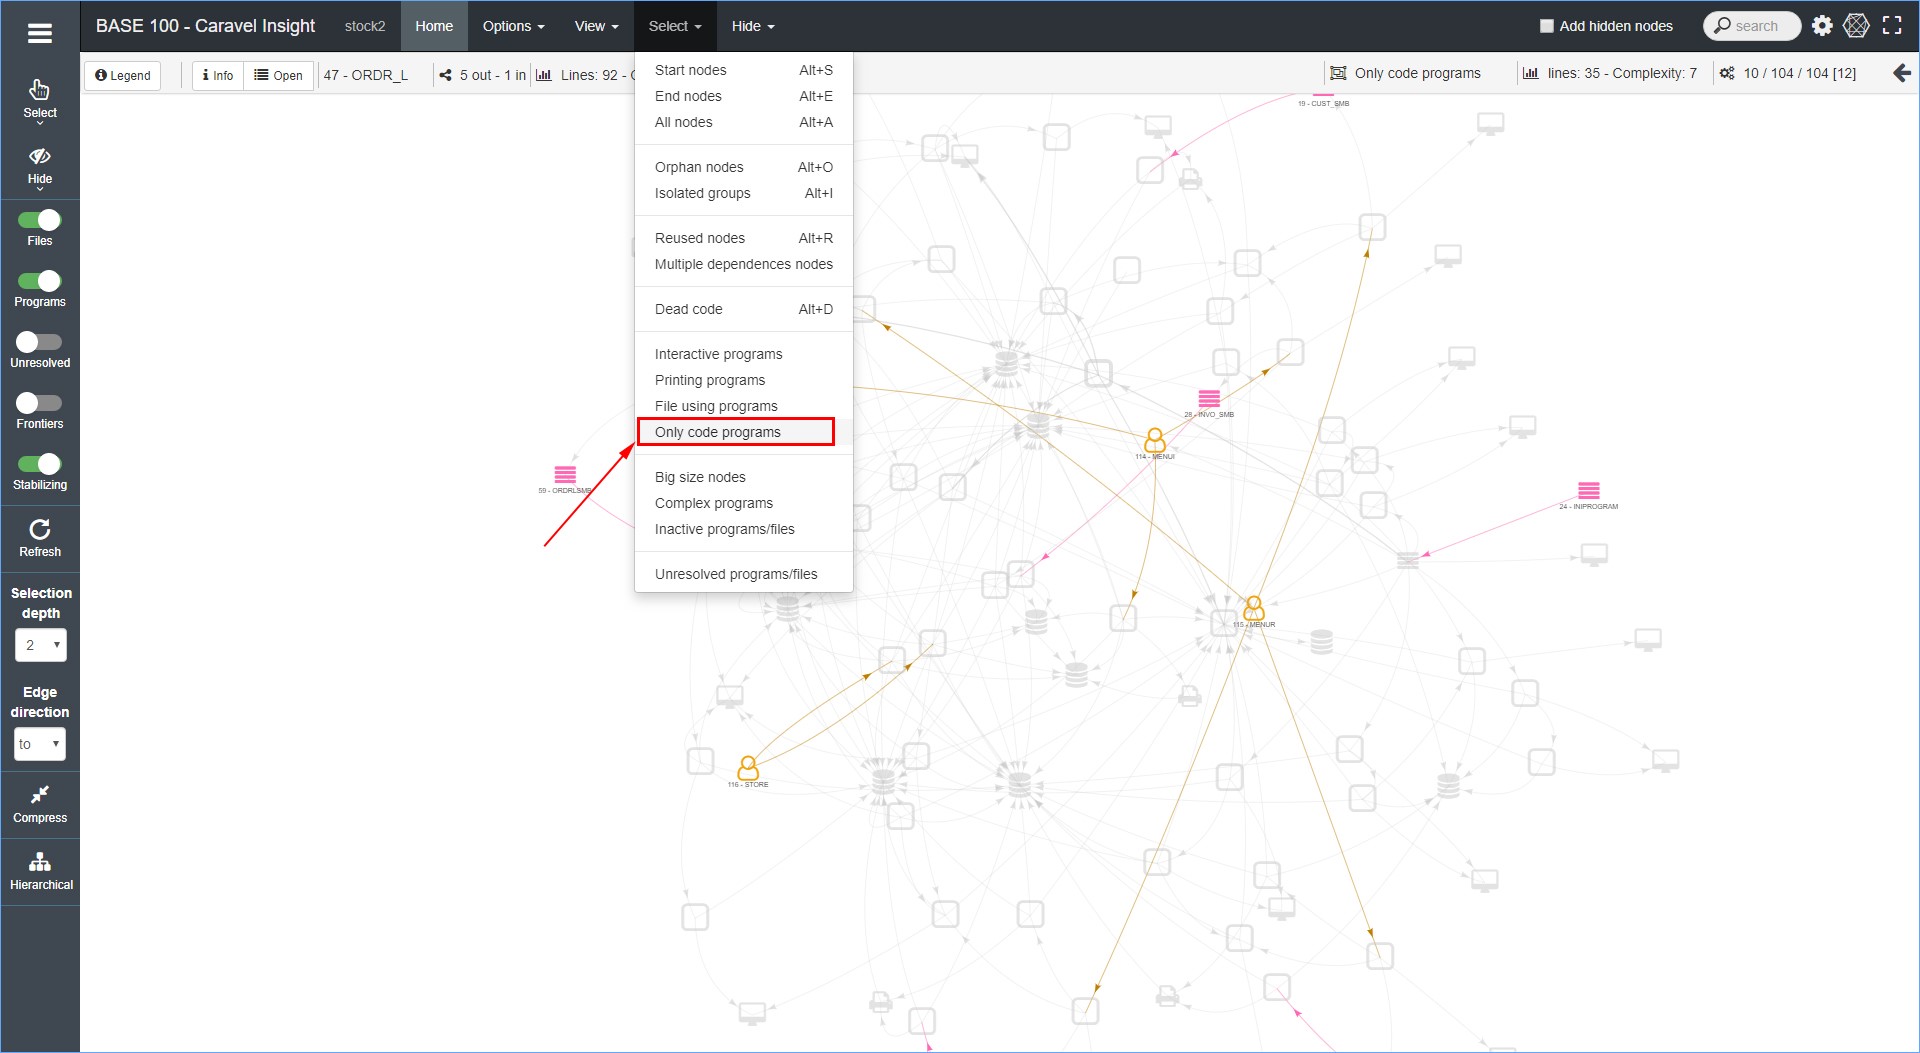 BASE 100 - Caravel Insight
stock2
Home
Options
View
Select
Hide
Add hidden nodes
search
Legend
Info
Open
47 - ORDR_L
5 out - 1 in
Lines: 92 -
Only code programs
lines: 35 - Complexity: 7
10 / 104 / 104 [12]
Select
Hide
Files
Programs
Unresolved
Frontiers
Stabilizing
Refresh
Selection
depth
2
Edge
direction
to
Compress
Hierarchical
Start nodes Alt+S
End nodes Alt+E
All nodes Alt+A
Orphan nodes Alt+O
Isolated groups Alt+I
Reused nodes Alt+R
Multiple dependences nodes
Dead code Alt+D
Interactive programs
Printing programs
File using programs
Only code programs
Big size nodes
Complex programs
Inactive programs/files
Unresolved programs/files
19 - CUST_SMB
28 - INVO_SMB
114 - MENUI
59 - ORDRLSMB
24 - INIPROGRAM
115 - MENUR
116 - STORE